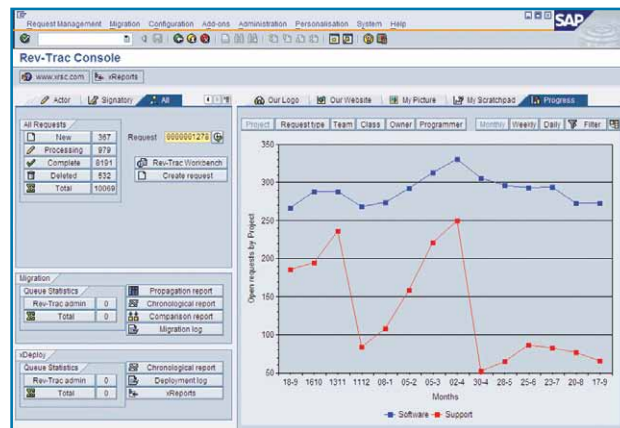 Request Management Migration Configuration Add-ons Administration Personalisation System Help
SAP
Rev-Trac Console
www.xrsc.com xReports
Actor Signatory All
Our Logo Our Website My Picture My Scratchpad Progress
All Requests
New 367
Processing 979
Complete 8191
Deleted 532
Total 10069
Request 0000001278
Rev-Trac Workbench
Create request
Project Request type Team Class Owner Programmer Monthly Weekly Daily Filter
Migration
Queue Statistics
Rev-Trac admin 0
Total 0
Propagation report
Chronological report
Comparison report
Migration log
xDeploy
Queue Statistics
Rev-Trac admin 0
Total 0
Chronological report
Deployment log
xReports
Open requests by Project
350
300
250
200
150
100
50
18-9 1610 1311 1112 08-1 05-2 05-3 02-4 30-4 28-5 25-6 23-7 20-8 17-9
Months
Software Support